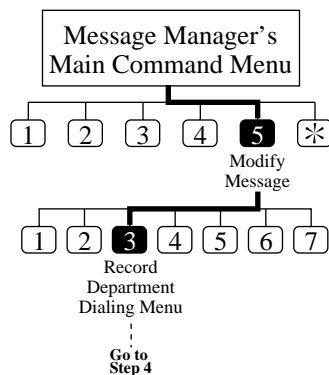 Message Manager's
Main Command Menu
1 2 3 4 5 *
Modify
Message
1 2 3 4 5 6 7
Record
Department
Dialing Menu
Go to
Step 4